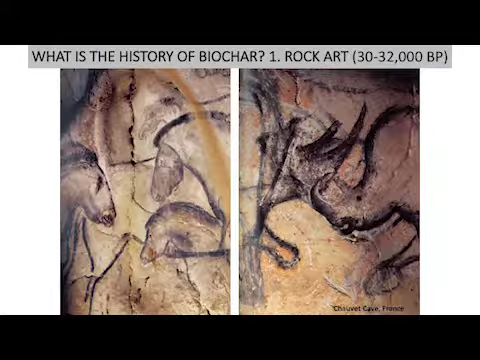 WHAT IS THE HISTORY OF BIOCHAR? 1. ROCK ART (30-32,000 BP)
Chauvet Cave, France